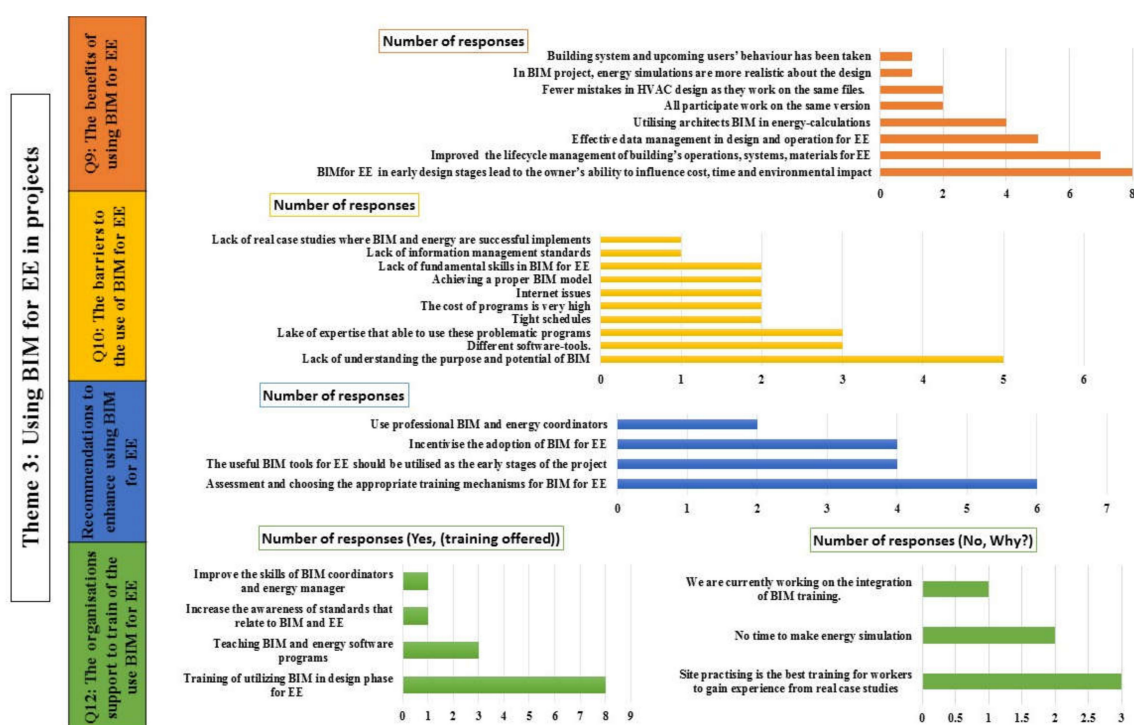 Theme 3: Using BIM for EE in projects
Q9: The benefits of
using BIM for EE
Number of responses
Building system and upcoming users' behaviour has been taken
In BIM project, energy simulations are more realistic about the design
Fewer mistakes in HVAC design as they work on the same files.
All participate work on the same version
Utilising architects BIM in energy-calculations
Effective data management in design and operation for EE
Improved the lifecycle management of building's operations, systems, materials for EE
BIMfor EE in early design stages lead to the owner's ability to influence cost, time and environmental impact
0 2 4 6 8
Q10: The barriers to
the use of BIM for EE
Number of responses
Lack of real case studies where BIM and energy are successful implements
Lack of information management standards
Lack of fundamental skills in BIM for EE
Achieving a proper BIM model
Internet issues
The cost of programs is very high
Tight schedules
Lake of expertise that able to use these problematic programs
Different software-tools.
Lack of understanding the purpose and potential of BIM
0 1 2 3 4 5 6
Recommendations to
enhance using BIM
for EE
Number of responses
Use professional BIM and energy coordinators
Incentivise the adoption of BIM for EE
The useful BIM tools for EE should be utilised as the early stages of the project
Assessment and choosing the appropriate training mechanisms for BIM for EE
0 1 2 3 4 5 6 7
Q12: The organisations
support to train of the
use BIM for EE
Number of responses (Yes, (training offered))
Improve the skills of BIM coordinators
and energy manager
Increase the awareness of standards that
relate to BIM and EE
Teaching BIM and energy software
programs
Training of utilizing BIM in design phase
for EE
0 1 2 3 4 5 6 7 8 9
Number of responses (No, Why?)
We are currently working on the integration
of BIM training.
No time to make energy simulation
Site practising is the best training for workers
to gain experience from real case studies
0 0.5 1 1.5 2 2.5 3